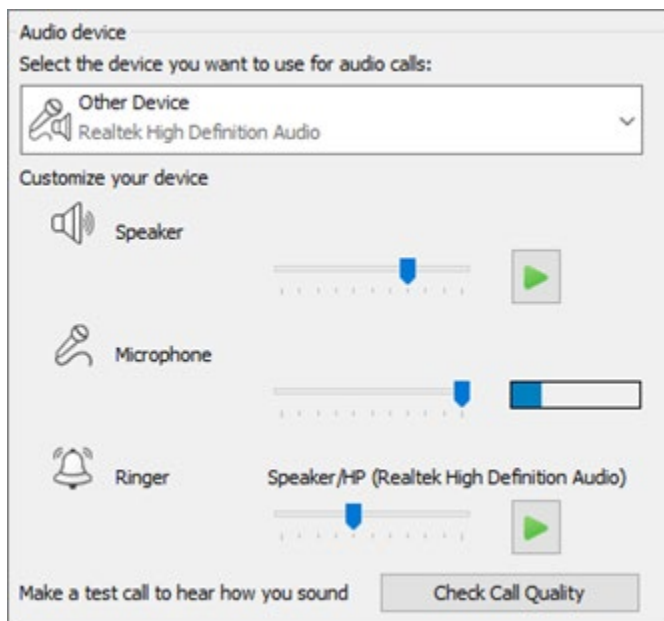 Audio device
Select the device you want to use for audio calls:
Other Device
Realtek High Definition Audio
Customize your device
Speaker
Microphone
Ringer
Speaker/HP (Realtek High Definition Audio)
Make a test call to hear how you sound
Check Call Quality